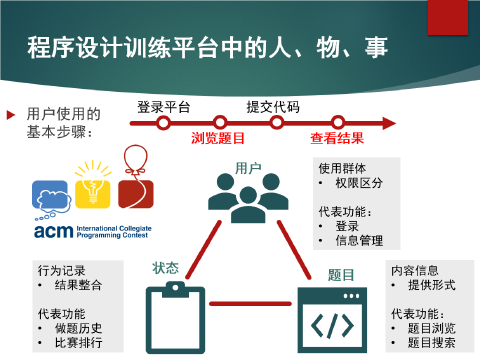 程序设计训练平台中的人、物、事
用户使用的
基本步骤：
登录平台
提交代码
浏览题目
查看结果
acm International Collegiate
Programming Contest
用户
使用群体
• 权限区分
代表功能：
• 登录
• 信息管理
状态
行为记录
• 结果整合
代表功能
• 做题历史
• 比赛排行
题目
</>
内容信息
• 提供形式
代表功能：
• 题目浏览
• 题目搜索